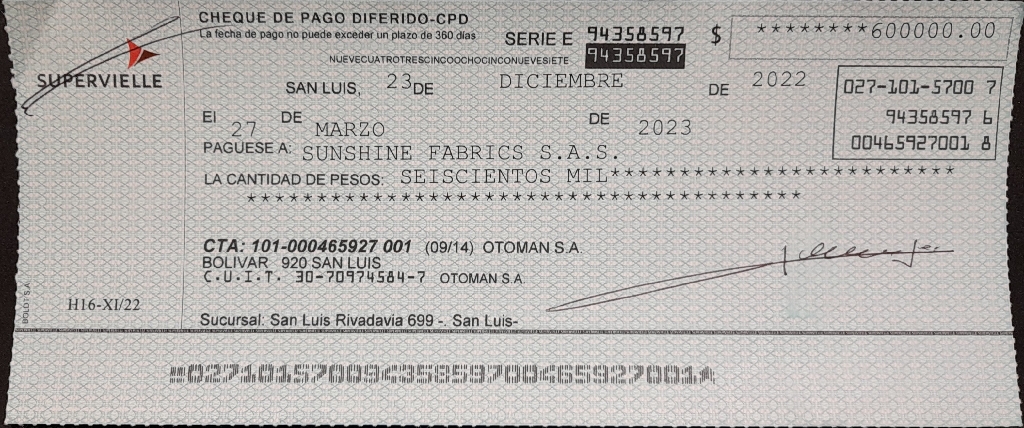 CHEQUE DE PAGO DIFERIDO-CPD
La fecha de pago no puede exceder un plazo de 360 días
SERIE E 94358597 $ ********600000.00
NUEVECUATROTRESCINCOOCHOCINCONUEVESIETE 94358597
SUPERVIELLE
SAN LUIS, 23 DE DICIEMBRE DE 2022
027-101-5700 7
94358597 6
00465927001 8
El 27 DE MARZO DE 2023
PAGUESE A: SUNSHINE FABRICS S.A.S.
LA CANTIDAD DE PESOS: SEISCIENTOS MIL************************
***************************************
CTA: 101-000465927 001 (09/14) OTOMAN S.A.
BOLIVAR 920 SAN LUIS
C.U.I.T. 30-70974584-7 OTOMAN S.A.
H16-XI/22
BOLDT S.A.
Sucursal: San Luis Rivadavia 699 -. San Luis-
02710157009435859700465927001